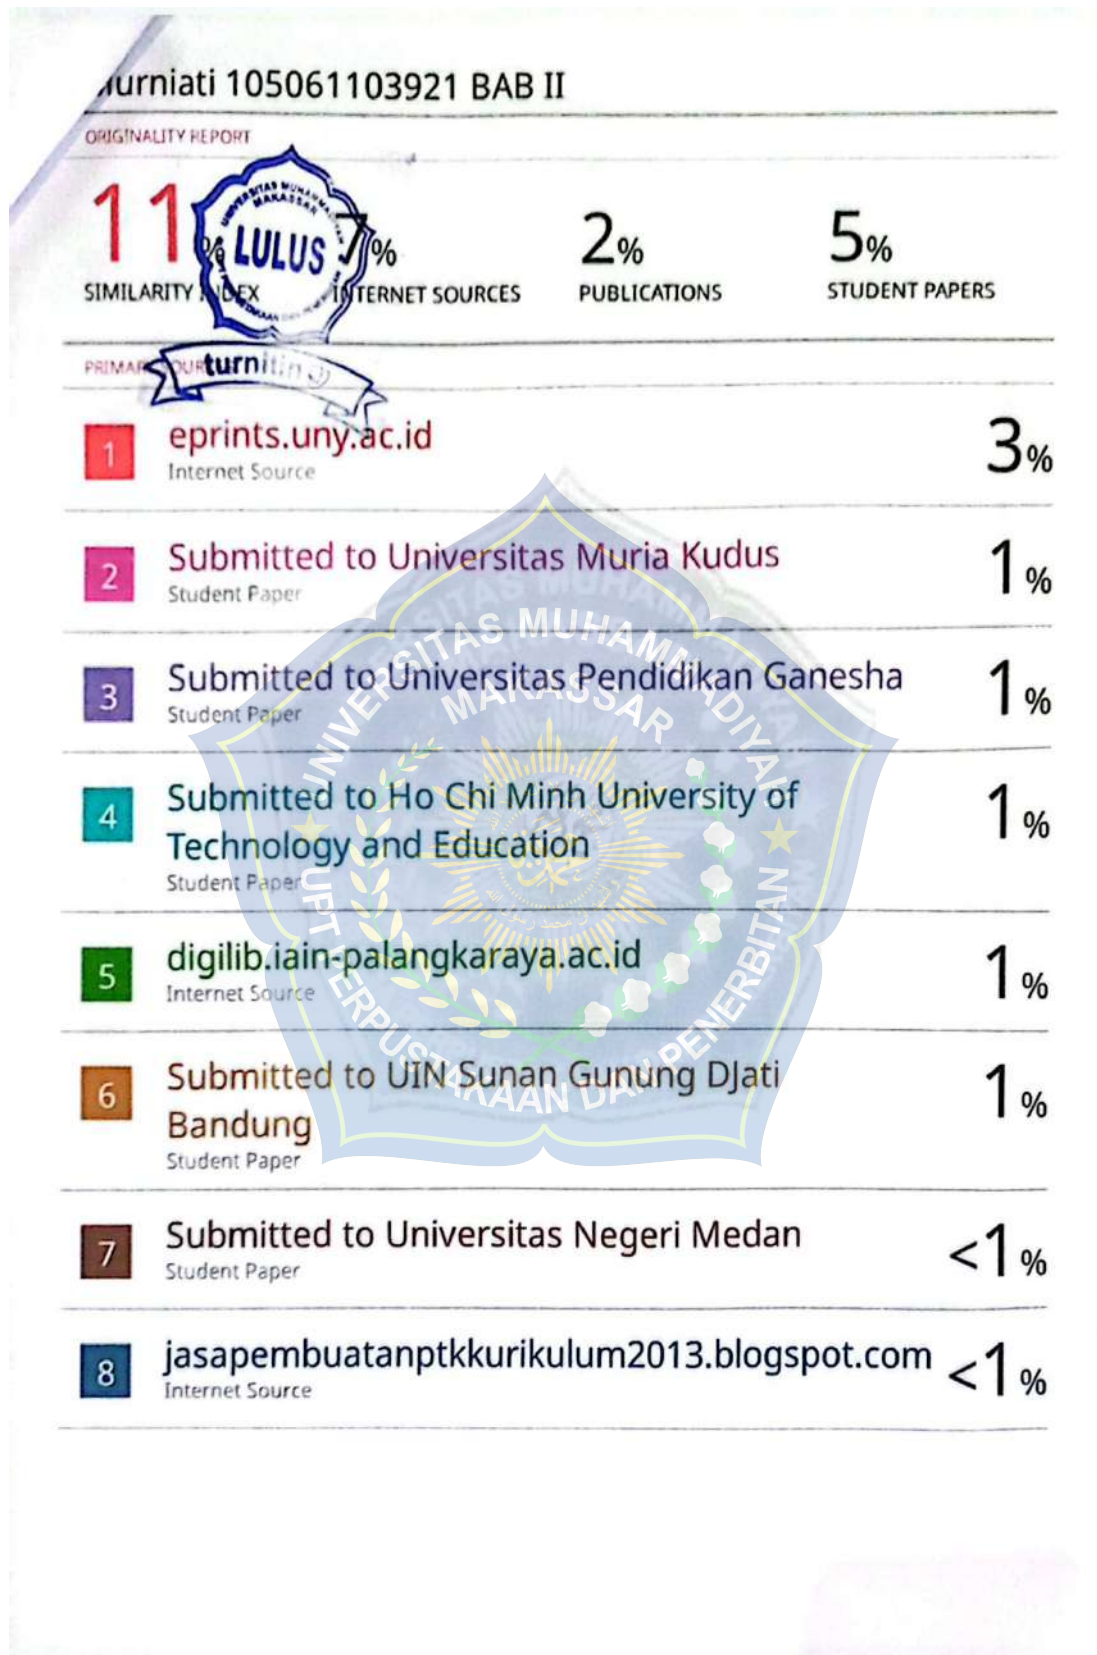 urniati 105061103921 BAB II
ORIGINALITY REPORT
11%
SIMILARITY INDEX
7%
INTERNET SOURCES
2%
PUBLICATIONS
5%
STUDENT PAPERS
UNIVERSITAS MUHAMMADIYAH
MAKASSAR
LULUS
turnitin
PRIMARY SOURCES
1
eprints.uny.ac.id
Internet Source
3%
2
Submitted to Universitas Muria Kudus
Student Paper
1%
3
Submitted to Universitas Pendidikan Ganesha
Student Paper
1%
4
Submitted to Ho Chi Minh University of
Technology and Education
Student Paper
1%
5
digilib.iain-palangkaraya.ac.id
Internet Source
1%
6
Submitted to UIN Sunan Gunung DJati
Bandung
Student Paper
1%
7
Submitted to Universitas Negeri Medan
Student Paper
<1%
8
jasapembuatanptkkurikulum2013.blogspot.com
Internet Source
<1%
UNIVERSITAS MUHAMMADIYAH
MAKASSAR
UPT PERPUSTAKAAN DAN PENERBITAN